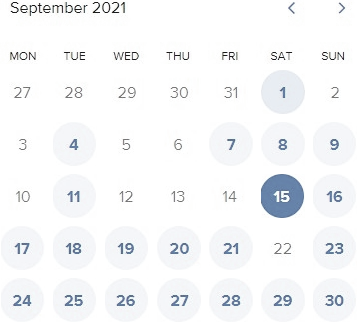 September 2021
MON TUE WED THU FRI SAT SUN
27 28 29 30 31 1 2
3 4 5 6 7 8 9
10 11 12 13 14 15 16
17 18 19 20 21 22 23
24 25 26 27 28 29 30